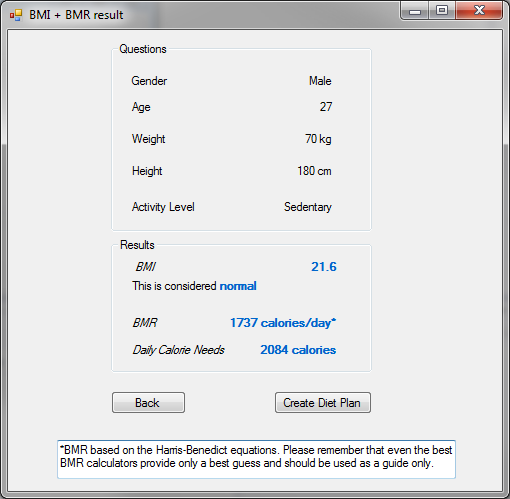 BMI + BMR result
Questions
Gender Male
Age 27
Weight 70 kg
Height 180 cm
Activity Level Sedentary
Results
BMI 21.6
This is considered normal
BMR 1737 calories/day*
Daily Calorie Needs 2084 calories
Back Create Diet Plan
*BMR based on the Harris-Benedict equations. Please remember that even the best
BMR calculators provide only a best guess and should be used as a guide only.